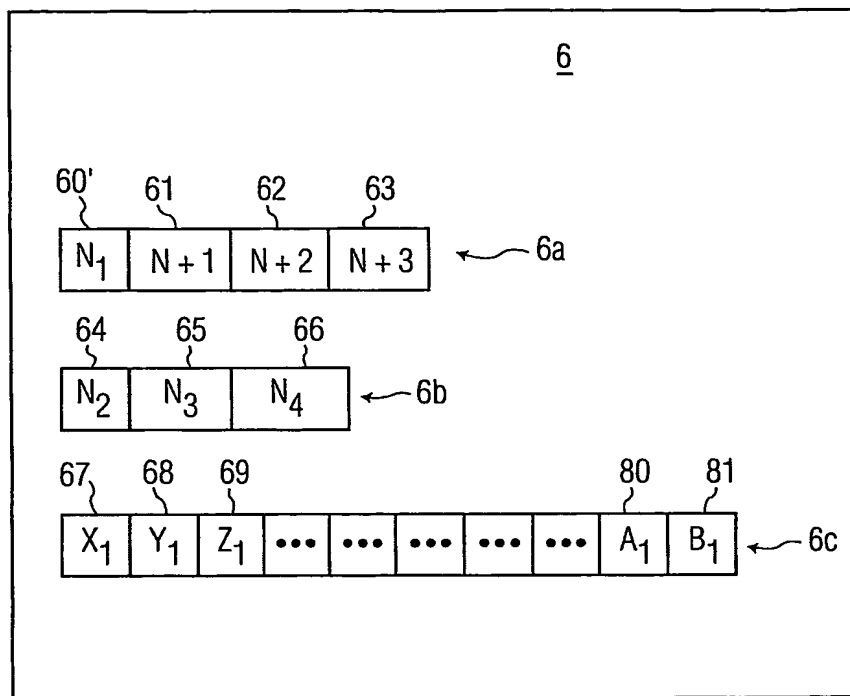 6
60' 61 62 63
N₁ N + 1 N + 2 N + 3 6a
64 65 66
N₂ N₃ N₄ 6b
67 68 69 80 81
X₁ Y₁ Z₁ ••• ••• ••• ••• ••• A₁ B₁ 6c